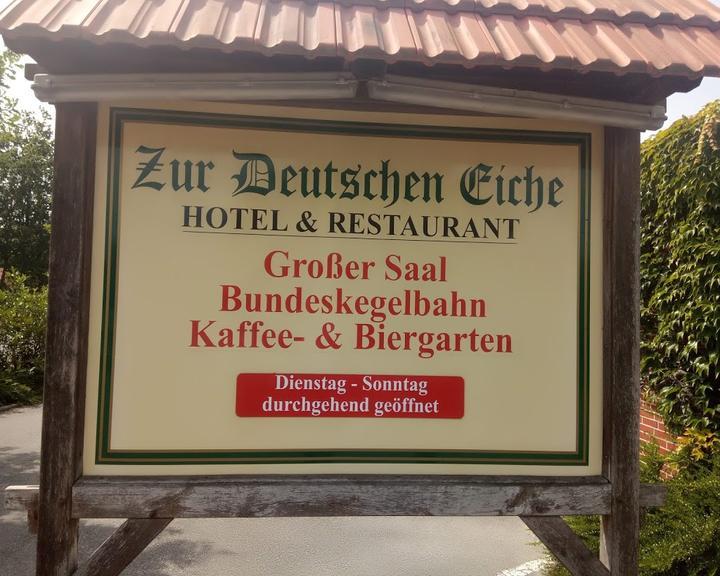 Zur Deutschen Eiche
HOTEL & RESTAURANT
Großer Saal
Bundeskegelbahn
Kaffee- & Biergarten
Dienstag - Sonntag
durchgehend geöffnet